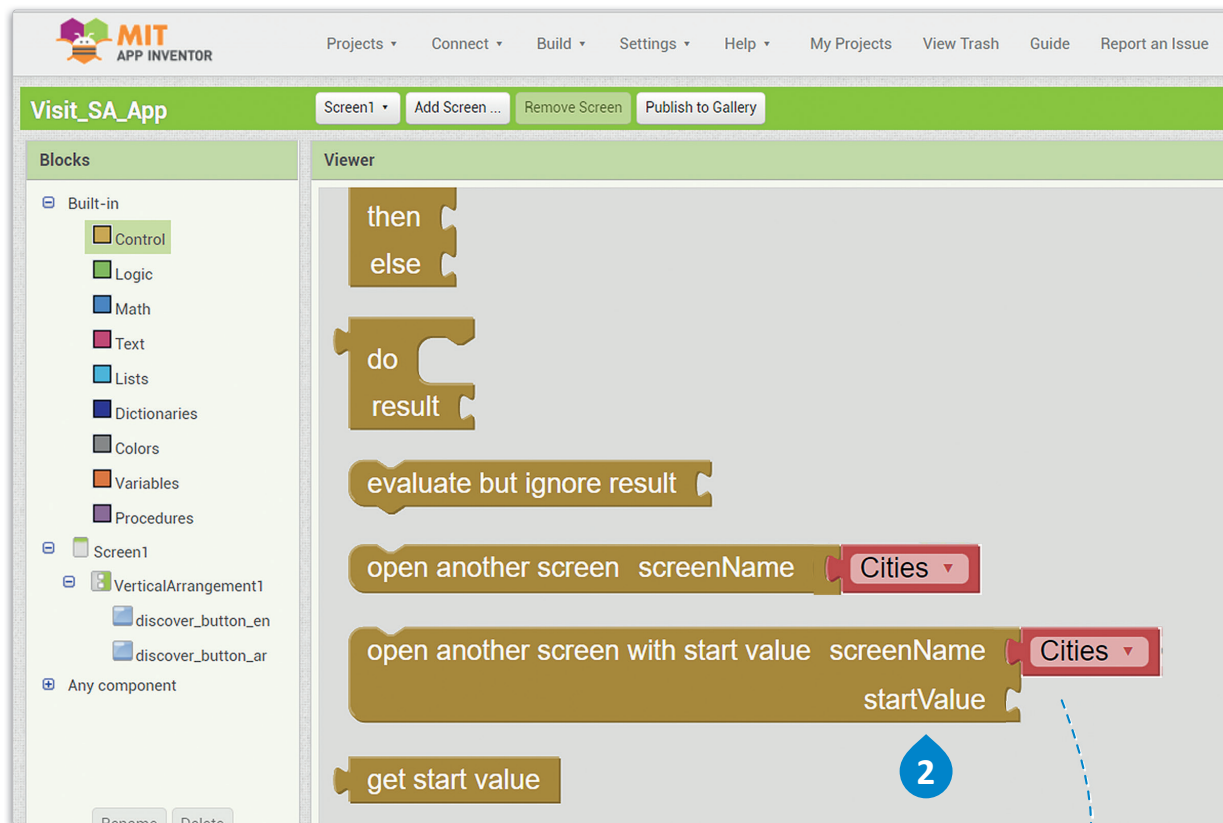 MIT
APP INVENTOR
Projects Connect Build Settings Help My Projects View Trash Guide Report an Issue
Visit_SA_App
Screen1 Add Screen ... Remove Screen Publish to Gallery
Blocks
Built-in
Control
Logic
Math
Text
Lists
Dictionaries
Colors
Variables
Procedures
Screen1
VerticalArrangement1
discover_button_en
discover_button_ar
Any component
Rename Delete
Viewer
then
else
do
result
evaluate but ignore result
open another screen screenName Cities
open another screen with start value screenName Cities
startValue
2
get start value